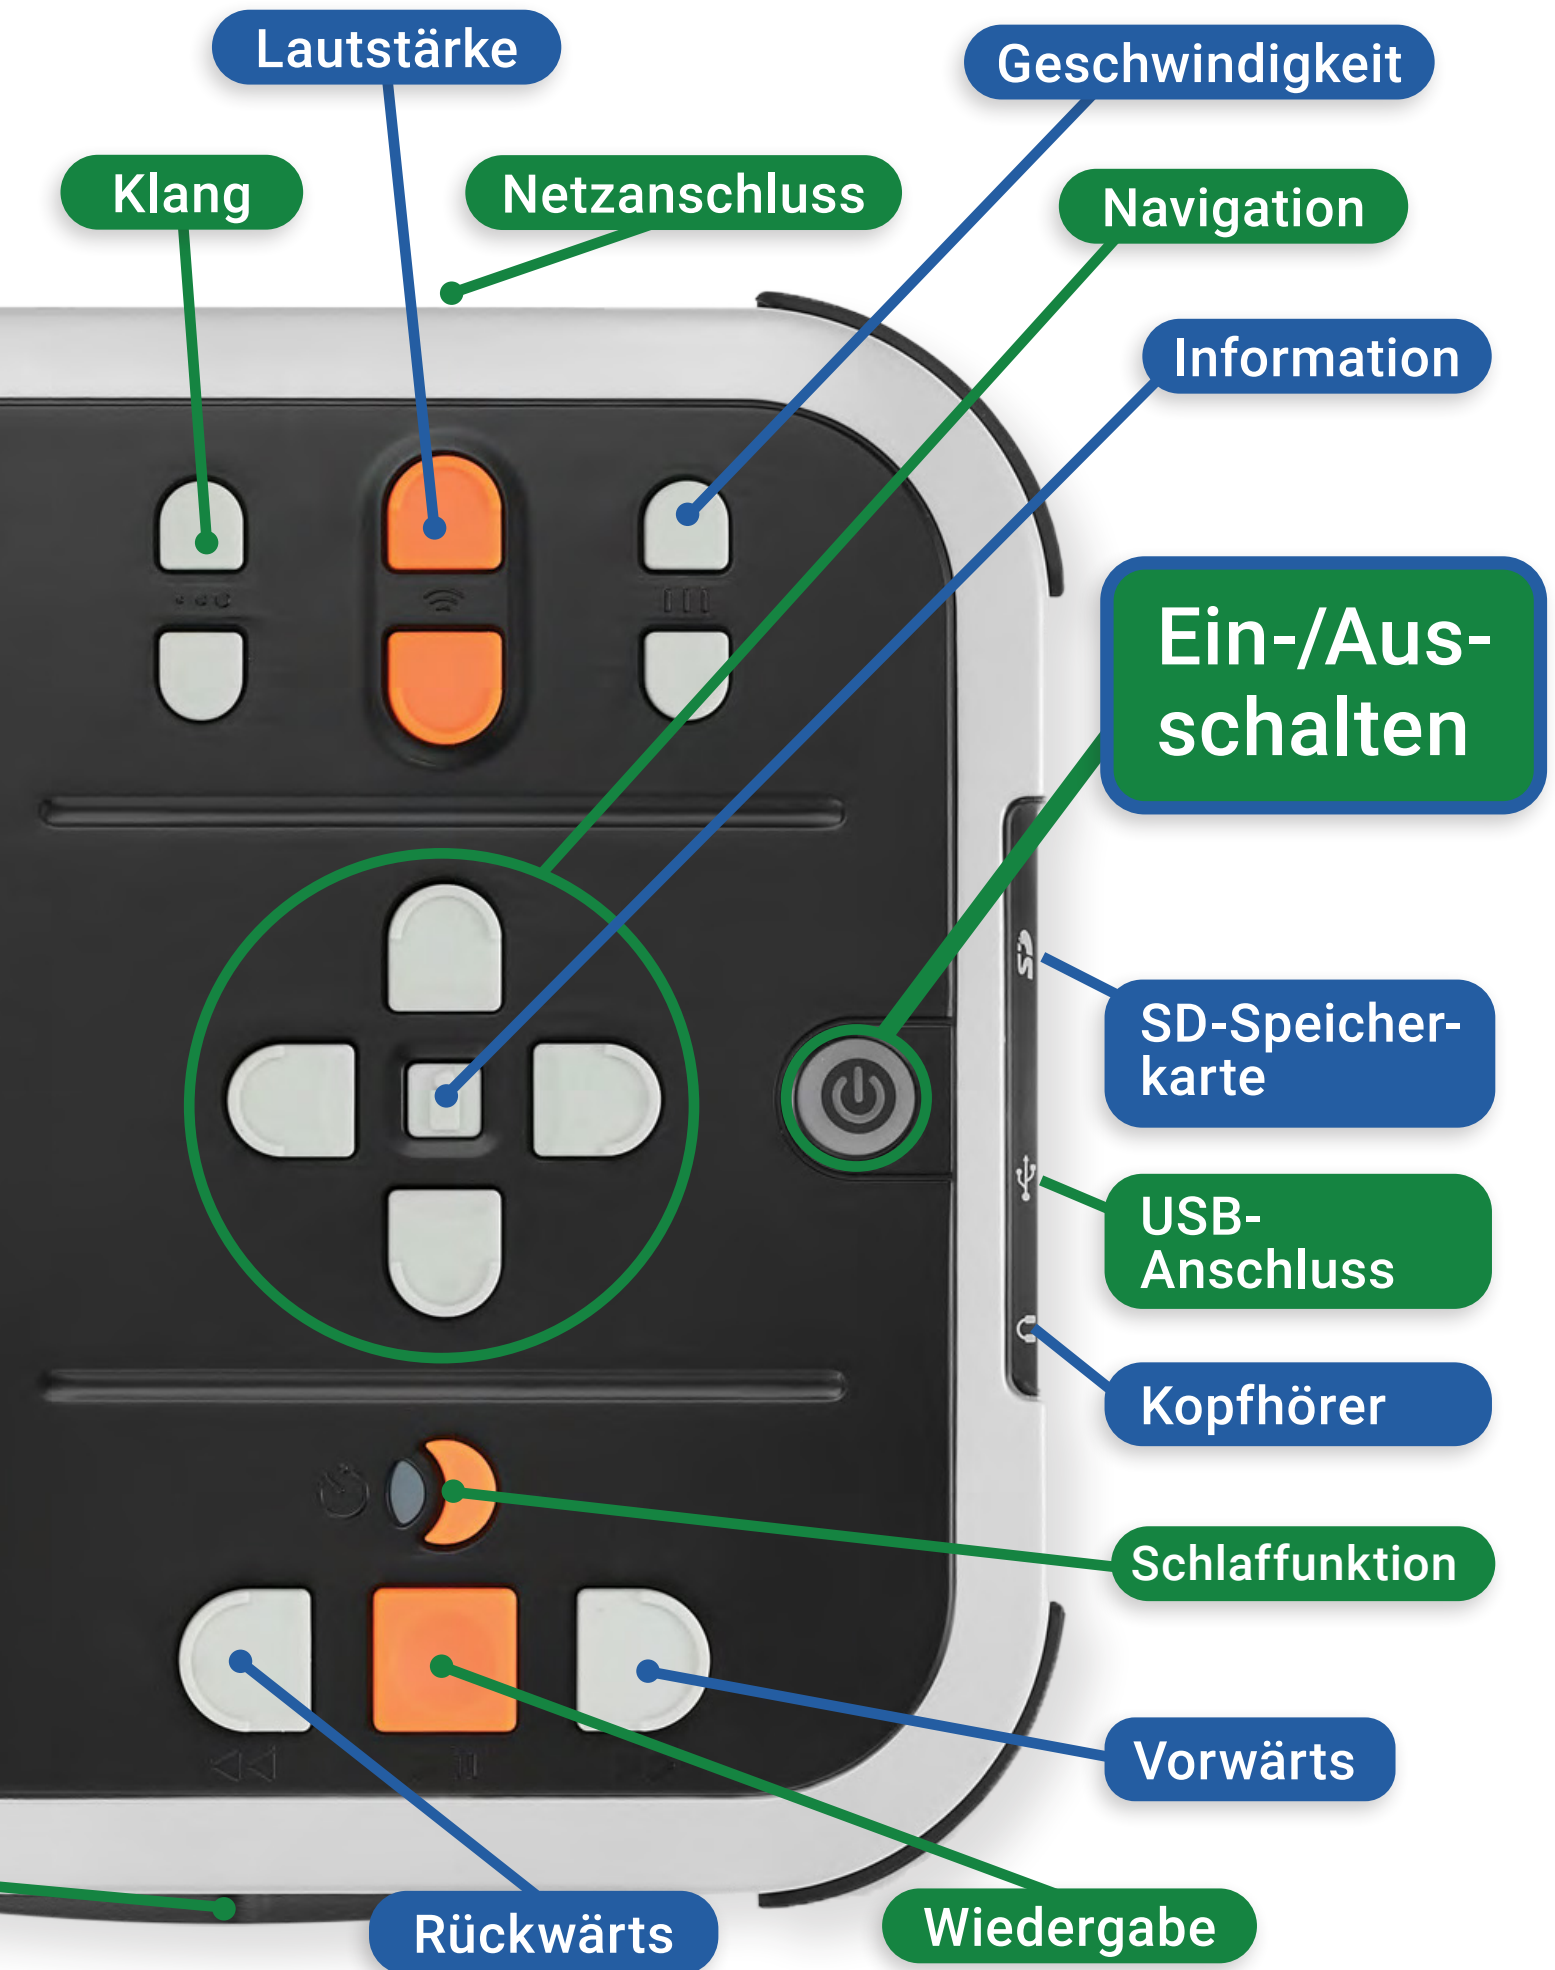 Lautstärke
Geschwindigkeit
Klang
Netzanschluss
Navigation
Information
Ein-/Aus-
schalten
SD
SD-Speicher-
karte
USB-
Anschluss
Kopfhörer
Schlaffunktion
Vorwärts
Wiedergabe
Rückwärts